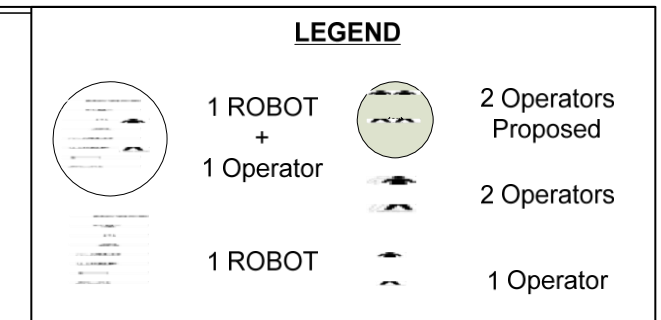 LEGEND
1 ROBOT
+
1 Operator
2 Operators
Proposed
2 Operators
1 ROBOT
1 Operator